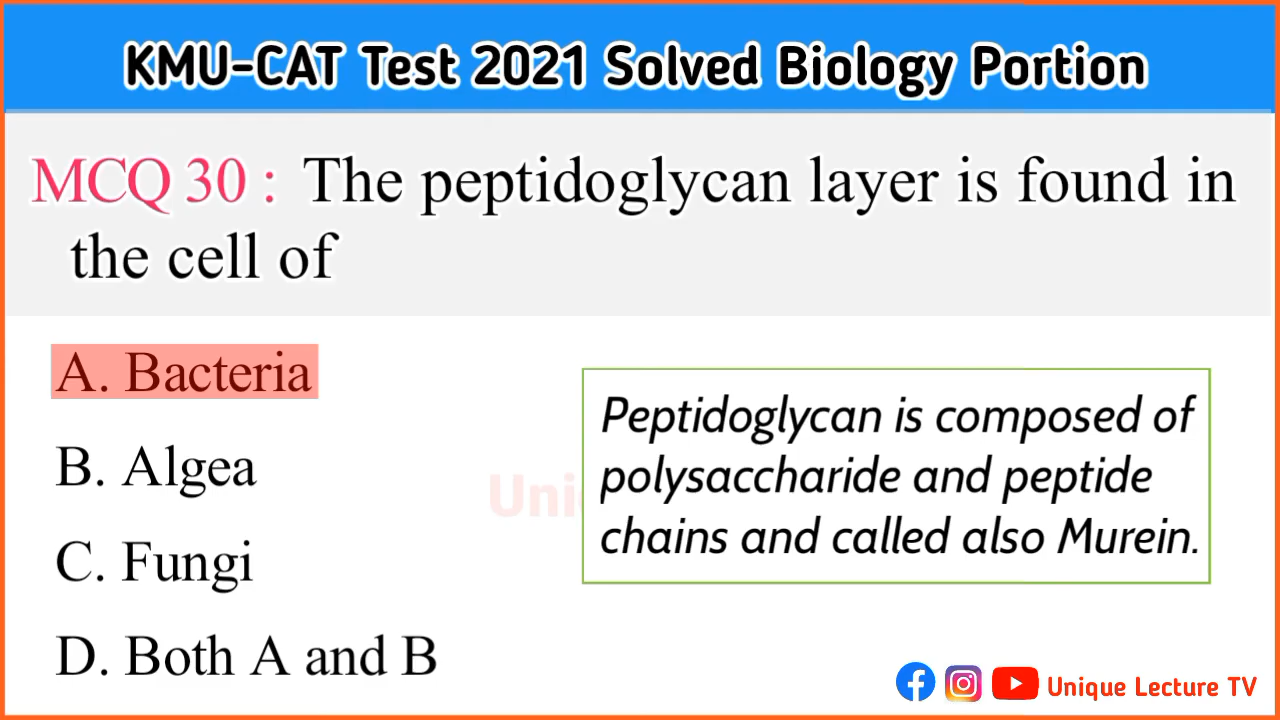 KMU-CAT Test 2021 Solved Biology Portion
MCQ 30 : The peptidoglycan layer is found in
the cell of
A. Bacteria
B. Algea
C. Fungi
D. Both A and B
Peptidoglycan is composed of
polysaccharide and peptide
chains and called also Murein.
Unique Lecture TV